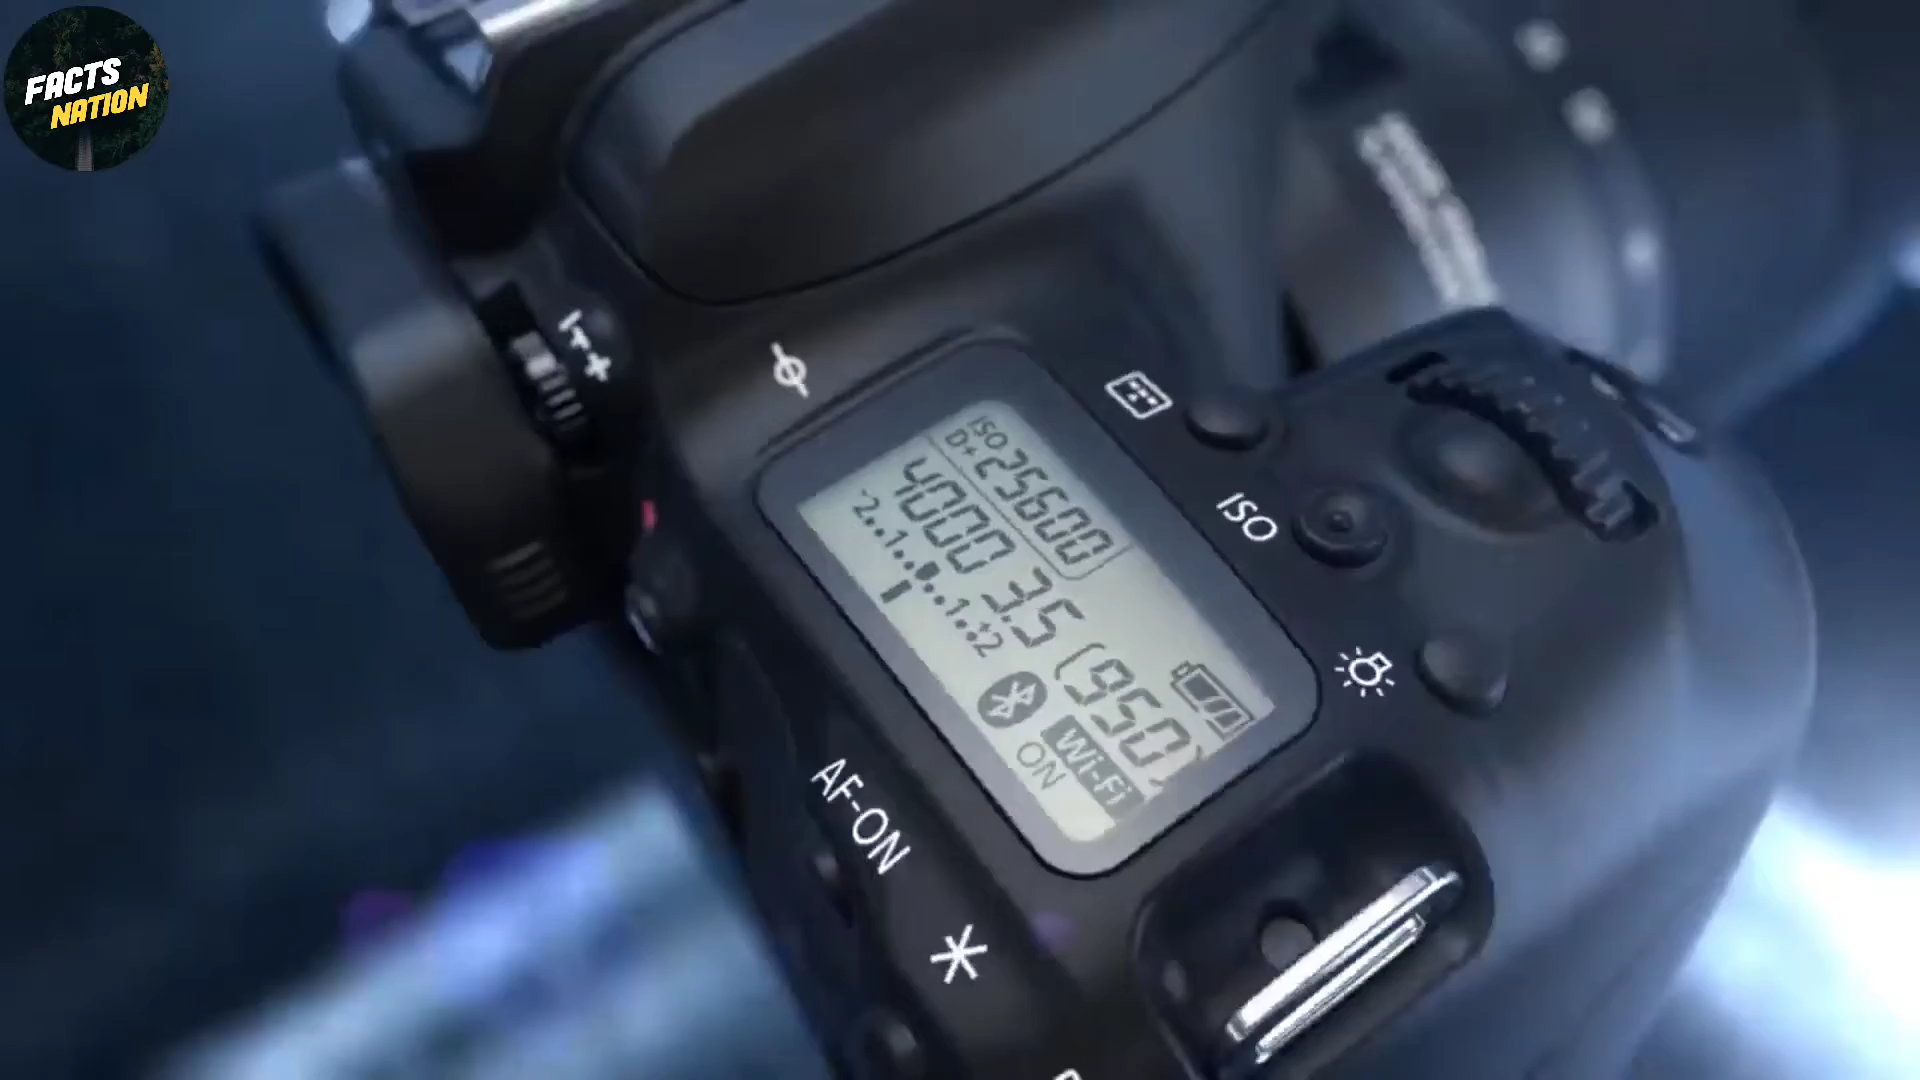 FACTS
NATION
ISO
D+ 25600
4000 3.5
-2..1..0..1.+2
(950)
Wi-Fi
ON
ISO
AF-ON